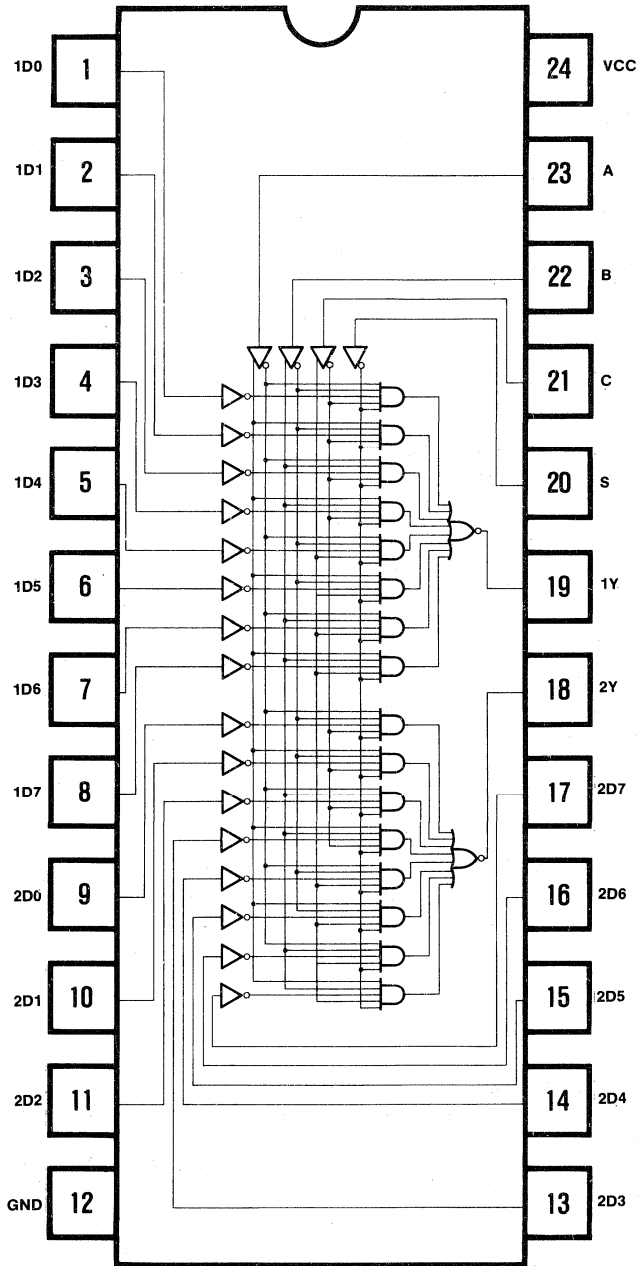 1D0 1 24 VCC
1D1 2 23 A
1D2 3 22 B
1D3 4 21 C
1D4 5 20 S
1D5 6 19 1Y
1D6 7 18 2Y
1D7 8 17 2D7
2D0 9 16 2D6
2D1 10 15 2D5
2D2 11 14 2D4
GND 12 13 2D3